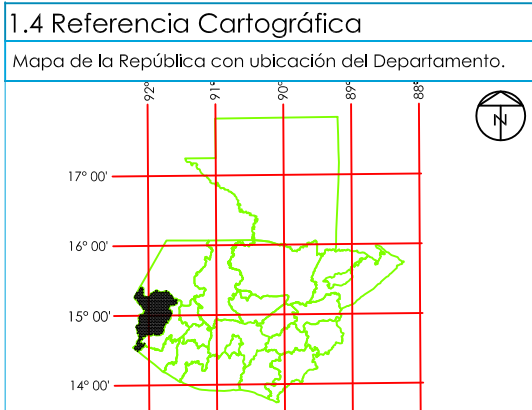 1.4 Referencia Cartográfica
Mapa de la República con ubicación del Departamento.
92° 91° 90° 89° 88°
N
17° 00'
16° 00'
15° 00'
14° 00'